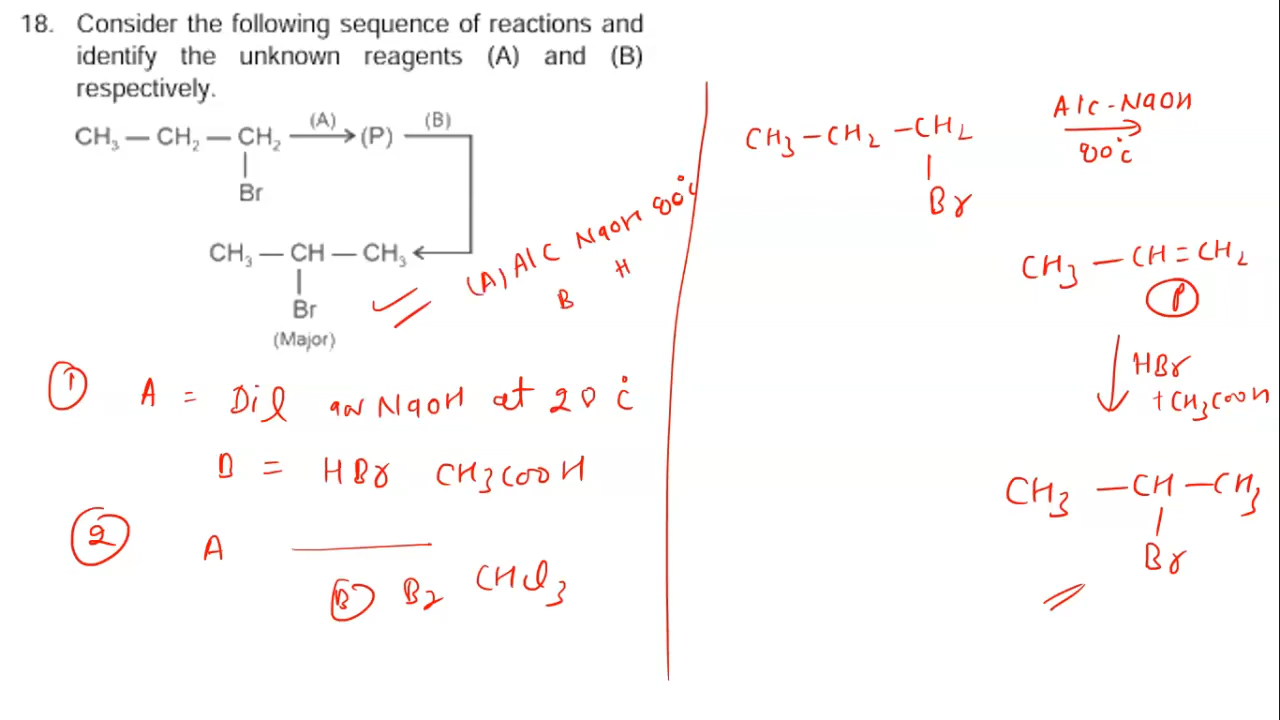 18. Consider the following sequence of reactions and
identify the unknown reagents (A) and (B)
respectively.
CH₃ — CH₂ — CH₂ (A) (P) (B)
Br
CH₃ — CH — CH₃
Br
(Major)
(A) Alc NaOH 80°c
B H
① A = Dil aq NaOH at 20°c
B = HBr CH3COOH
② A
Ⓑ Br CHCl3
CH3 - CH2 - CH2 Alc-NaOH
80°c
Br
CH3 - CH = CH2
P
HBr
+ CH3COOH
CH3 - CH - CH3
Br